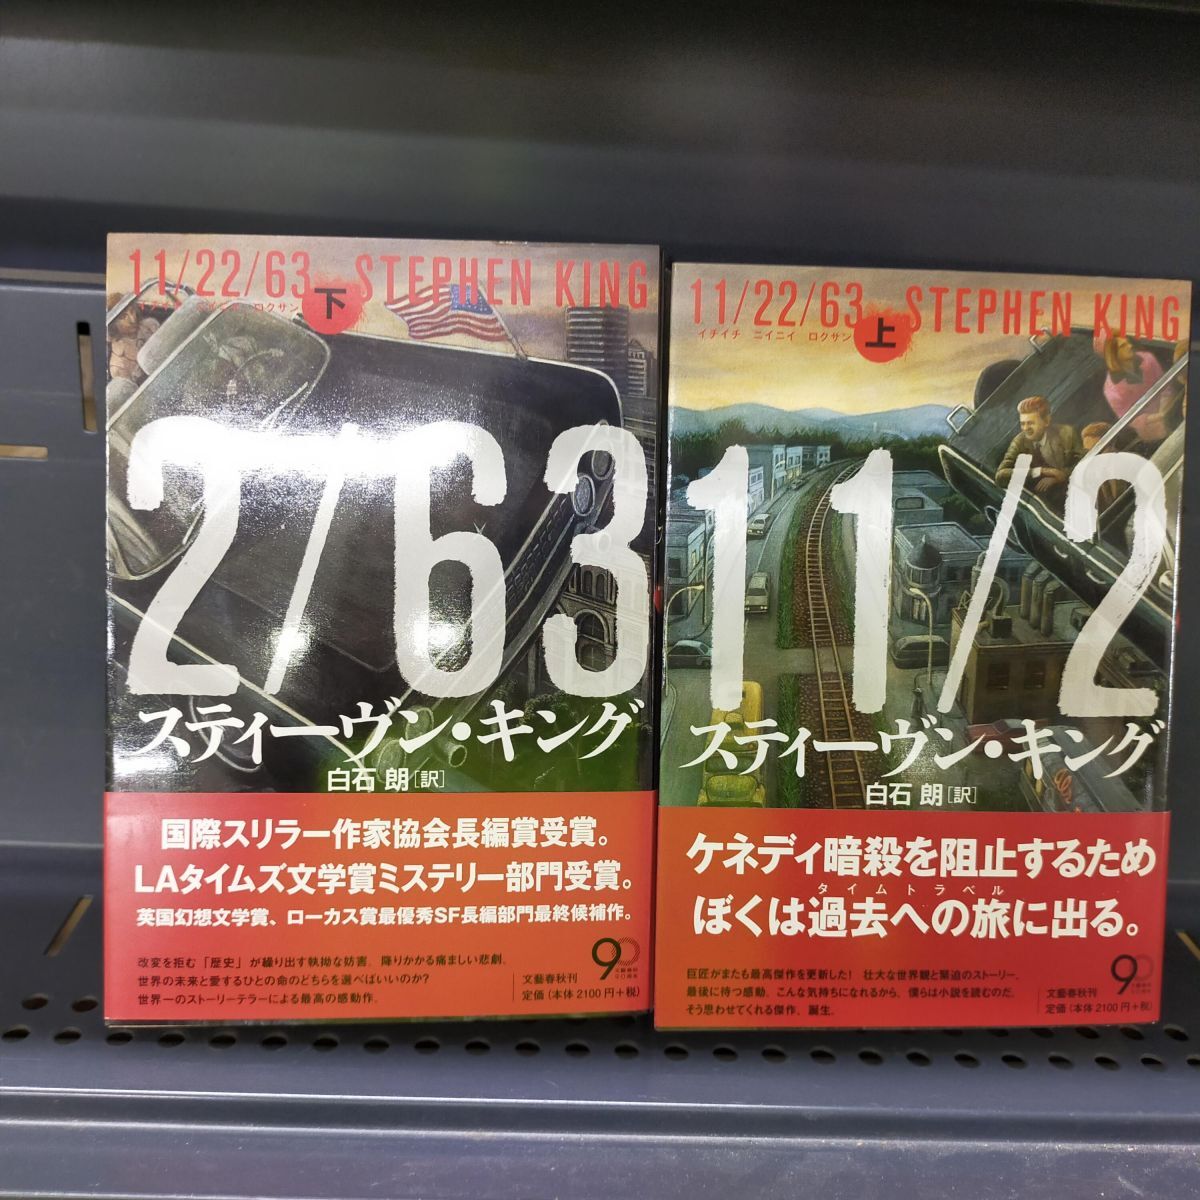 11/22/63 下 STEPHEN KING
イチイチ ニイニイ ロクサン
2/63
スティーヴン・キング
白石 朗[訳]
国際スリラー作家協会長編賞受賞。
LAタイムズ文学賞ミステリー部門受賞。
英国幻想文学賞、ローカス賞最優秀SF長編部門最終候補作。
改変を拒む「歴史」が繰り出す執拗な妨害。降りかかる痛ましい悲劇。
世界の未来と愛するひとの命のどちらを選べばいいのか?
世界一のストーリーテラーによる最高の感動作。
90
文藝春秋刊
定価(本体2100円+税)
11/22/63 上 STEPHEN KING
イチイチ ニイニイ ロクサン
11/2
スティーヴン・キング
白石 朗[訳]
ケネディ暗殺を阻止するため
タイムトラベル
ぼくは過去への旅に出る。
巨匠がまたも最高傑作を更新した! 壮大な世界観と緊迫のストーリー。
最後に待つ感動。こんな気持ちになれるから、僕らは小説を読むのだ。
そう思わせてくれる傑作、誕生。
90
文藝春秋刊
定価(本体2100円+税)